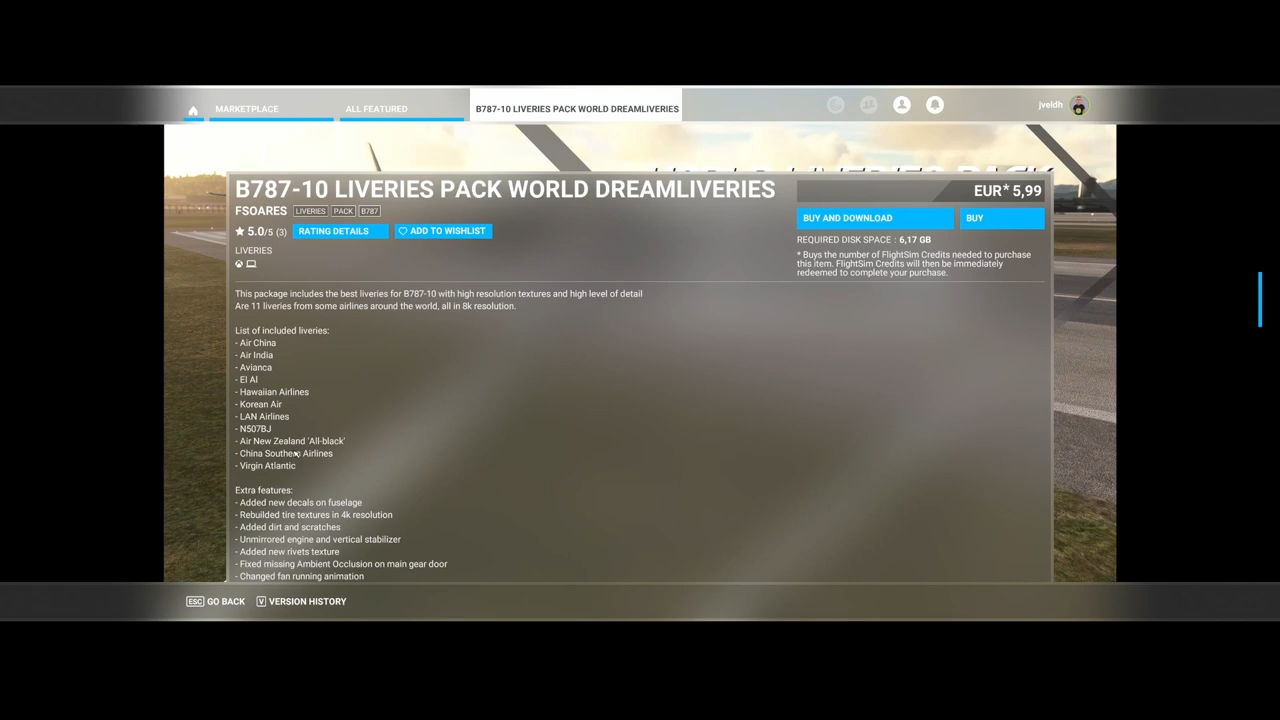 MARKETPLACE
ALL FEATURED
B787-10 LIVERIES PACK WORLD DREAMLIVERIES
jveldh
B787-10 LIVERIES PACK WORLD DREAMLIVERIES
EUR* 5,99
FSOARES LIVERIES PACK B787
BUY AND DOWNLOAD
BUY
5.0/5 (3) RATING DETAILS ADD TO WISHLIST
REQUIRED DISK SPACE : 6,17 GB
LIVERIES
* Buys the number of FlightSim Credits needed to purchase
this item. FlightSim Credits will then be immediately
redeemed to complete your purchase.
This package includes the best liveries for B787-10 with high resolution textures and high level of detail
Are 11 liveries from some airlines around the world, all in 8k resolution.
List of included liveries:
- Air China
- Air India
- Avianca
- El Al
- Hawaiian Airlines
- Korean Air
- LAN Airlines
- N507BJ
- Air New Zealand 'All-black'
- China Southern Airlines
- Virgin Atlantic
Extra features:
- Added new decals on fuselage
- Rebuilded tire textures in 4k resolution
- Added dirt and scratches
- Unmirrored engine and vertical stabilizer
- Added new rivets texture
- Fixed missing Ambient Occlusion on main gear door
- Changed fan running animation
ESC GO BACK V VERSION HISTORY